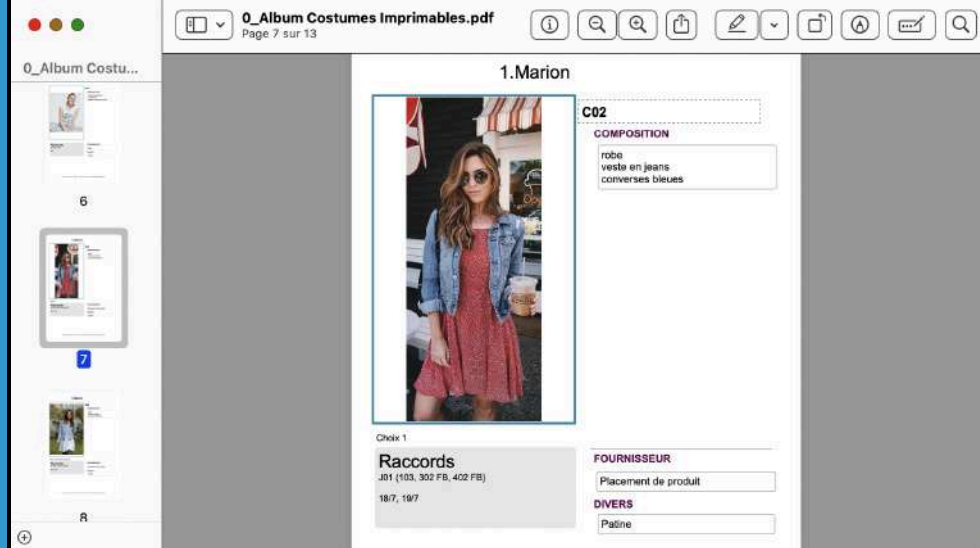 0_Album Costumes Imprimables.pdf
Page 7 sur 13
0_Album Costu...
6
7
8
1.Marion
C02
COMPOSITION
robe
veste en jeans
converses bleues
Choix 1
Raccords
J01 (103, 302 FB, 402 FB)
18/7, 19/7
FOURNISSEUR
Placement de produit
DIVERS
Patine